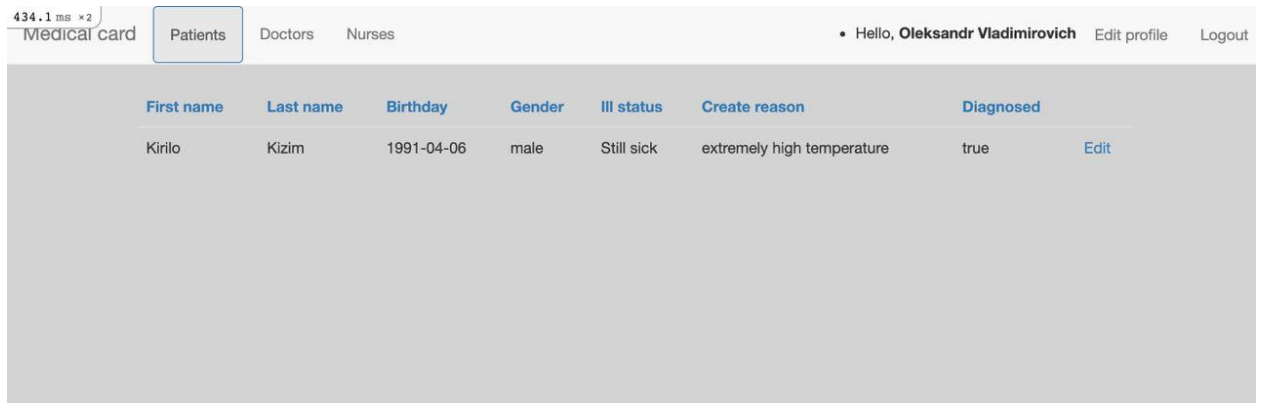 434.1 ms ×2
Medical card Patients Doctors Nurses • Hello, Oleksandr Vladimirovich Edit profile Logout
First name Last name Birthday Gender Ill status Create reason Diagnosed
Kirilo Kizim 1991-04-06 male Still sick extremely high temperature true Edit